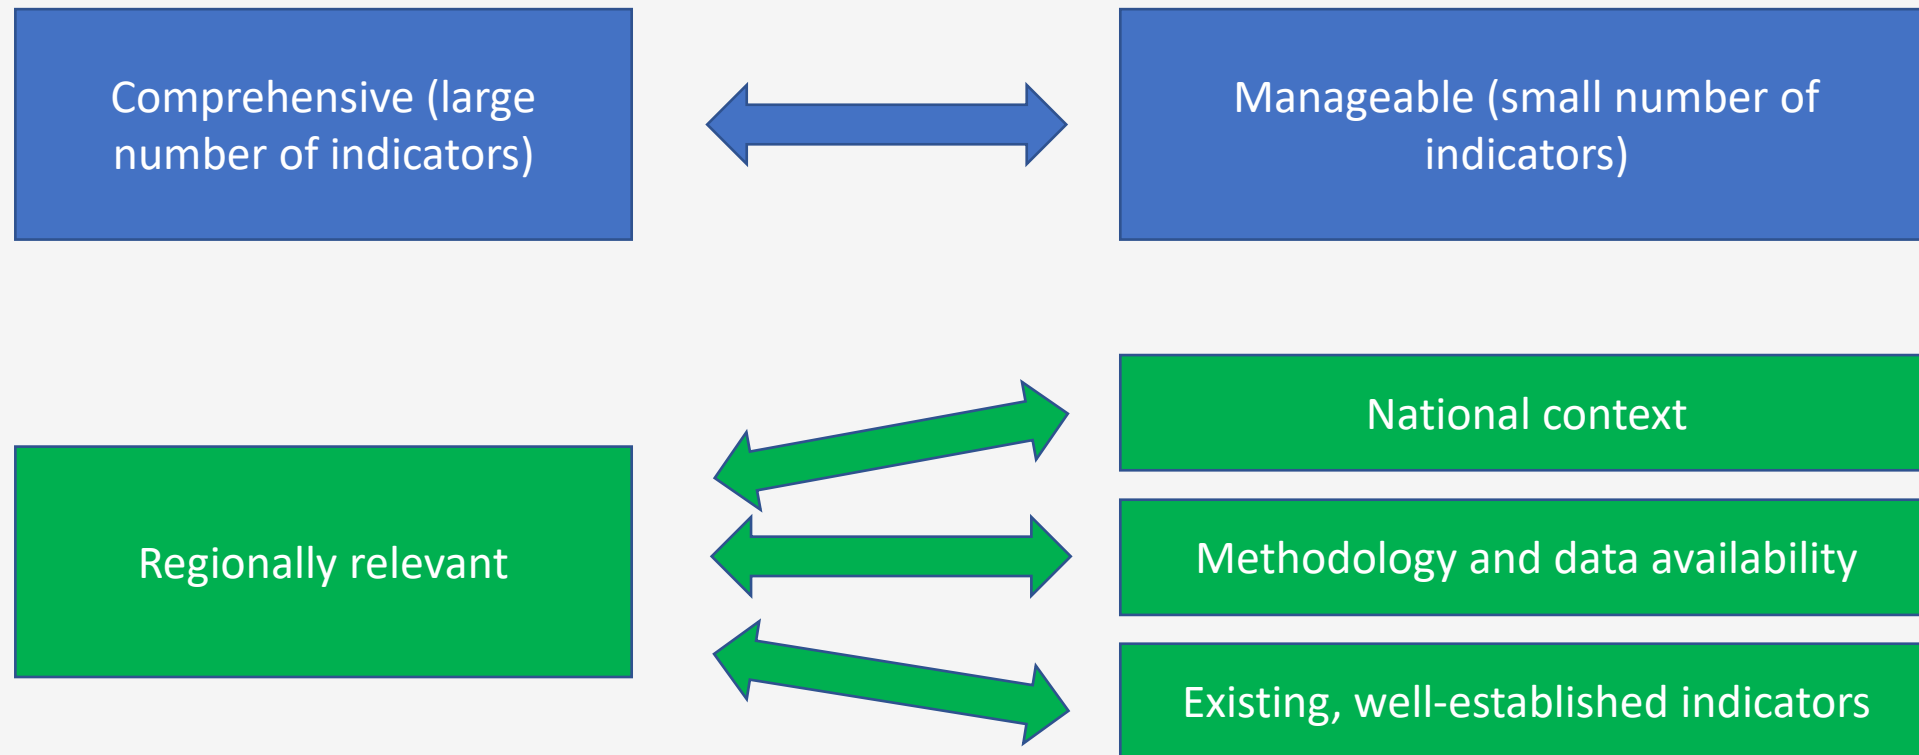 Comprehensive (large
number of indicators)
Manageable (small number of
indicators)
Regionally relevant
National context
Methodology and data availability
Existing, well-established indicators